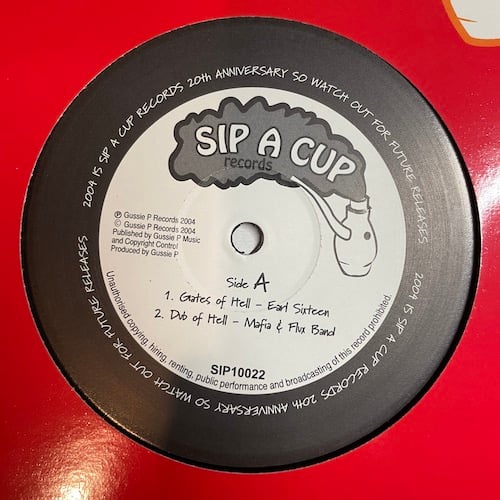 2004 IS SIP A CUP RECORDS 20th ANNIVERSARY SO WATCH OUT FOR FUTURE RELEASES
2004 IS SIP A CUP RECORDS 20th ANNIVERSARY SO WATCH OUT FOR FUTURE RELEASES
SIP A CUP
records
℗ Gussie P Records 2004
© Gussie P Records 2004
Published by Gussie P Music
and Copyright Control
Produced by Gussie P
Side A
1. Gates of Hell - Earl Sixteen
2. Dub of Hell - Mafia & Flux Band
SIP10022
Unauthorised copying, hiring, renting, public performance and broadcasting of this record prohibited.